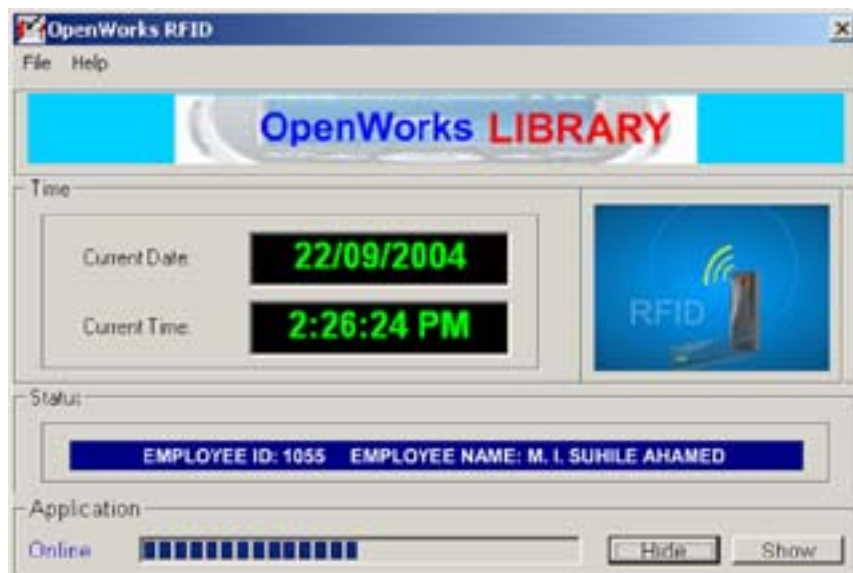 OpenWorks RFID
File Help
OpenWorks LIBRARY
Time
Current Date:
22/09/2004
Current Time:
2:26:24 PM
RFID
Status
EMPLOYEE ID: 1055 EMPLOYEE NAME: M. I. SUHILE AHAMED
Application
Online
Hide
Show